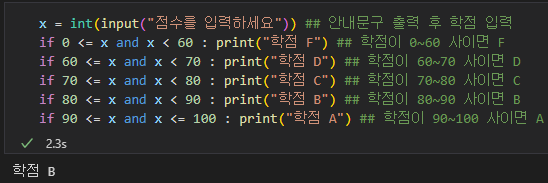 x = int(input("점수를 입력하세요")) ## 안내문구 출력 후 학점 입력
if 0 <= x and x < 60 : print("학점 F") ## 학점이 0~60 사이면 F
if 60 <= x and x < 70 : print("학점 D") ## 학점이 60~70 사이면 D
if 70 <= x and x < 80 : print("학점 C") ## 학점이 70~80 사이면 C
if 80 <= x and x < 90 : print("학점 B") ## 학점이 80~90 사이면 B
if 90 <= x and x <= 100 : print("학점 A") ## 학점이 90~100 사이면 A
2.3s
학점 B